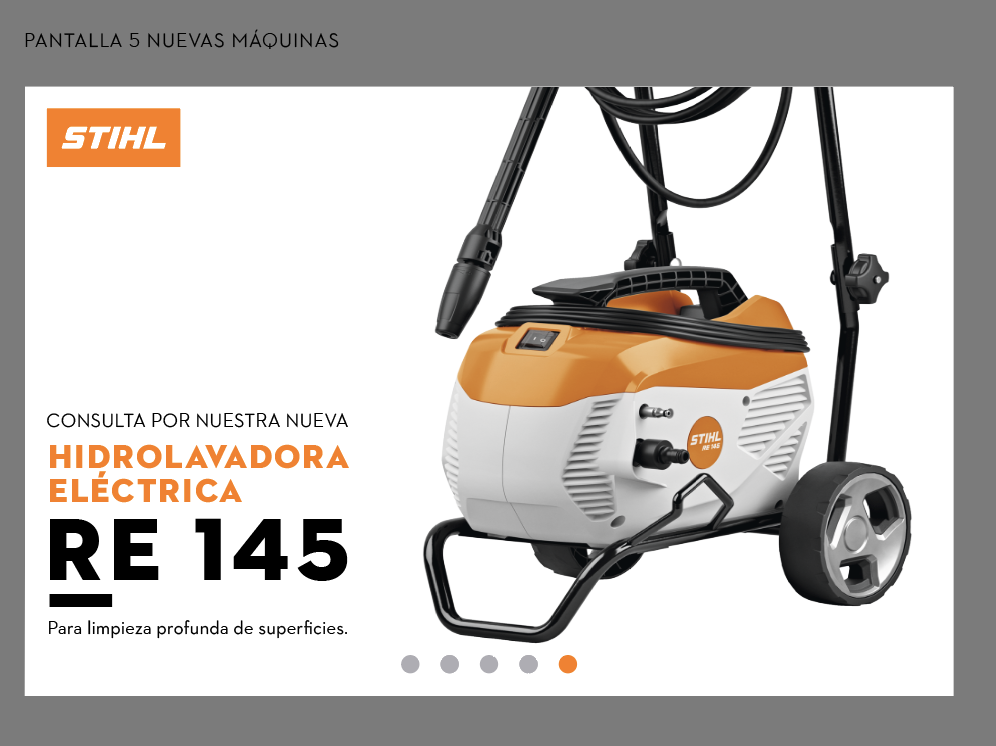 PANTALLA 5 NUEVAS MÁQUINAS
STIHL
CONSULTA POR NUESTRA NUEVA
HIDROLAVADORA
ELÉCTRICA
RE 145
Para limpieza profunda de superficies.
STIHL
RE 145